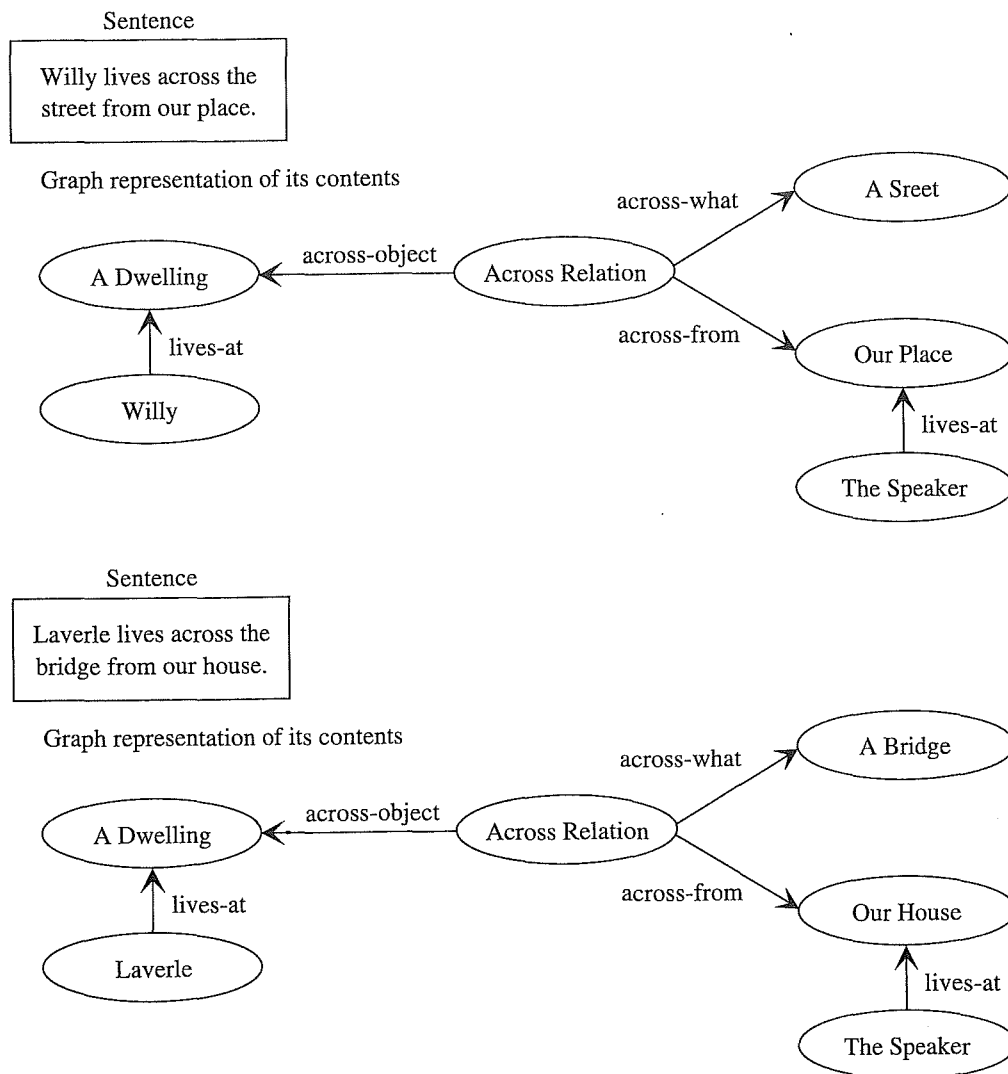 Sentence
Willy lives across the
street from our place.
Graph representation of its contents
across-what
A Sreet
A Dwelling
across-object
Across Relation
lives-at
across-from
Our Place
Willy
lives-at
The Speaker
Sentence
Laverle lives across the
bridge from our house.
Graph representation of its contents
across-what
A Bridge
A Dwelling
across-object
Across Relation
lives-at
across-from
Our House
Laverle
lives-at
The Speaker